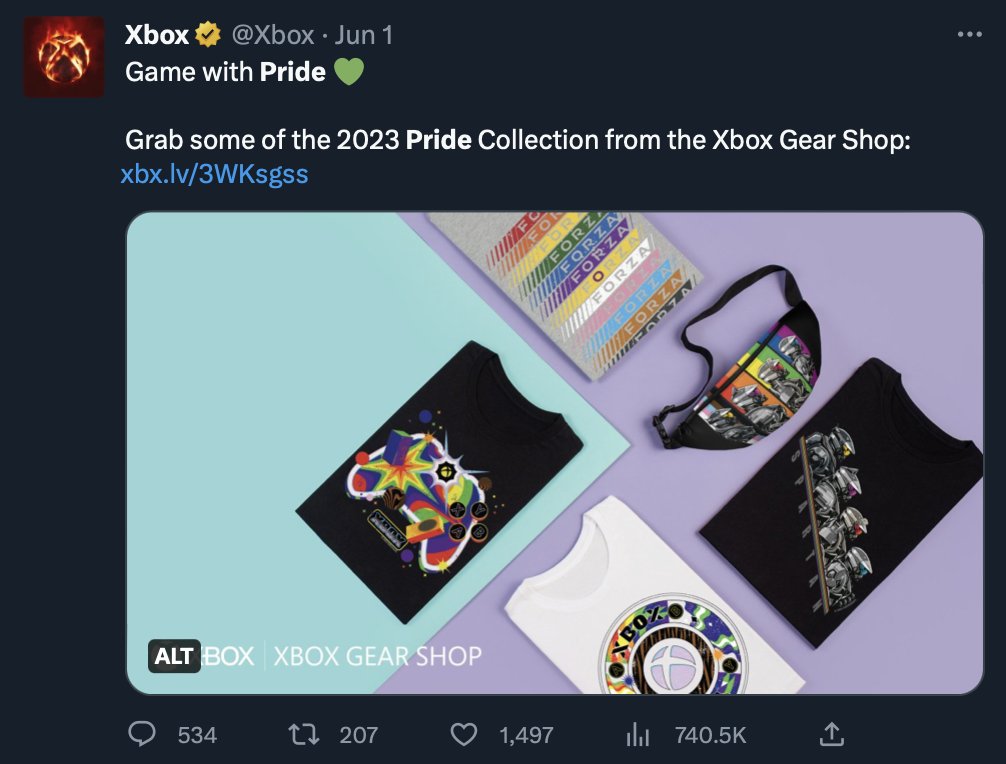 Xbox @Xbox · Jun 1
Game with Pride 💚
Grab some of the 2023 Pride Collection from the Xbox Gear Shop:
xbx.lv/3WKsgss
FORZA
FORZA
FORZA
FORZA
FORZA
FORZA
FORZA
FORZA
FORZA
XBOX
ALT BOX | XBOX GEAR SHOP
534 207 1,497 740.5K